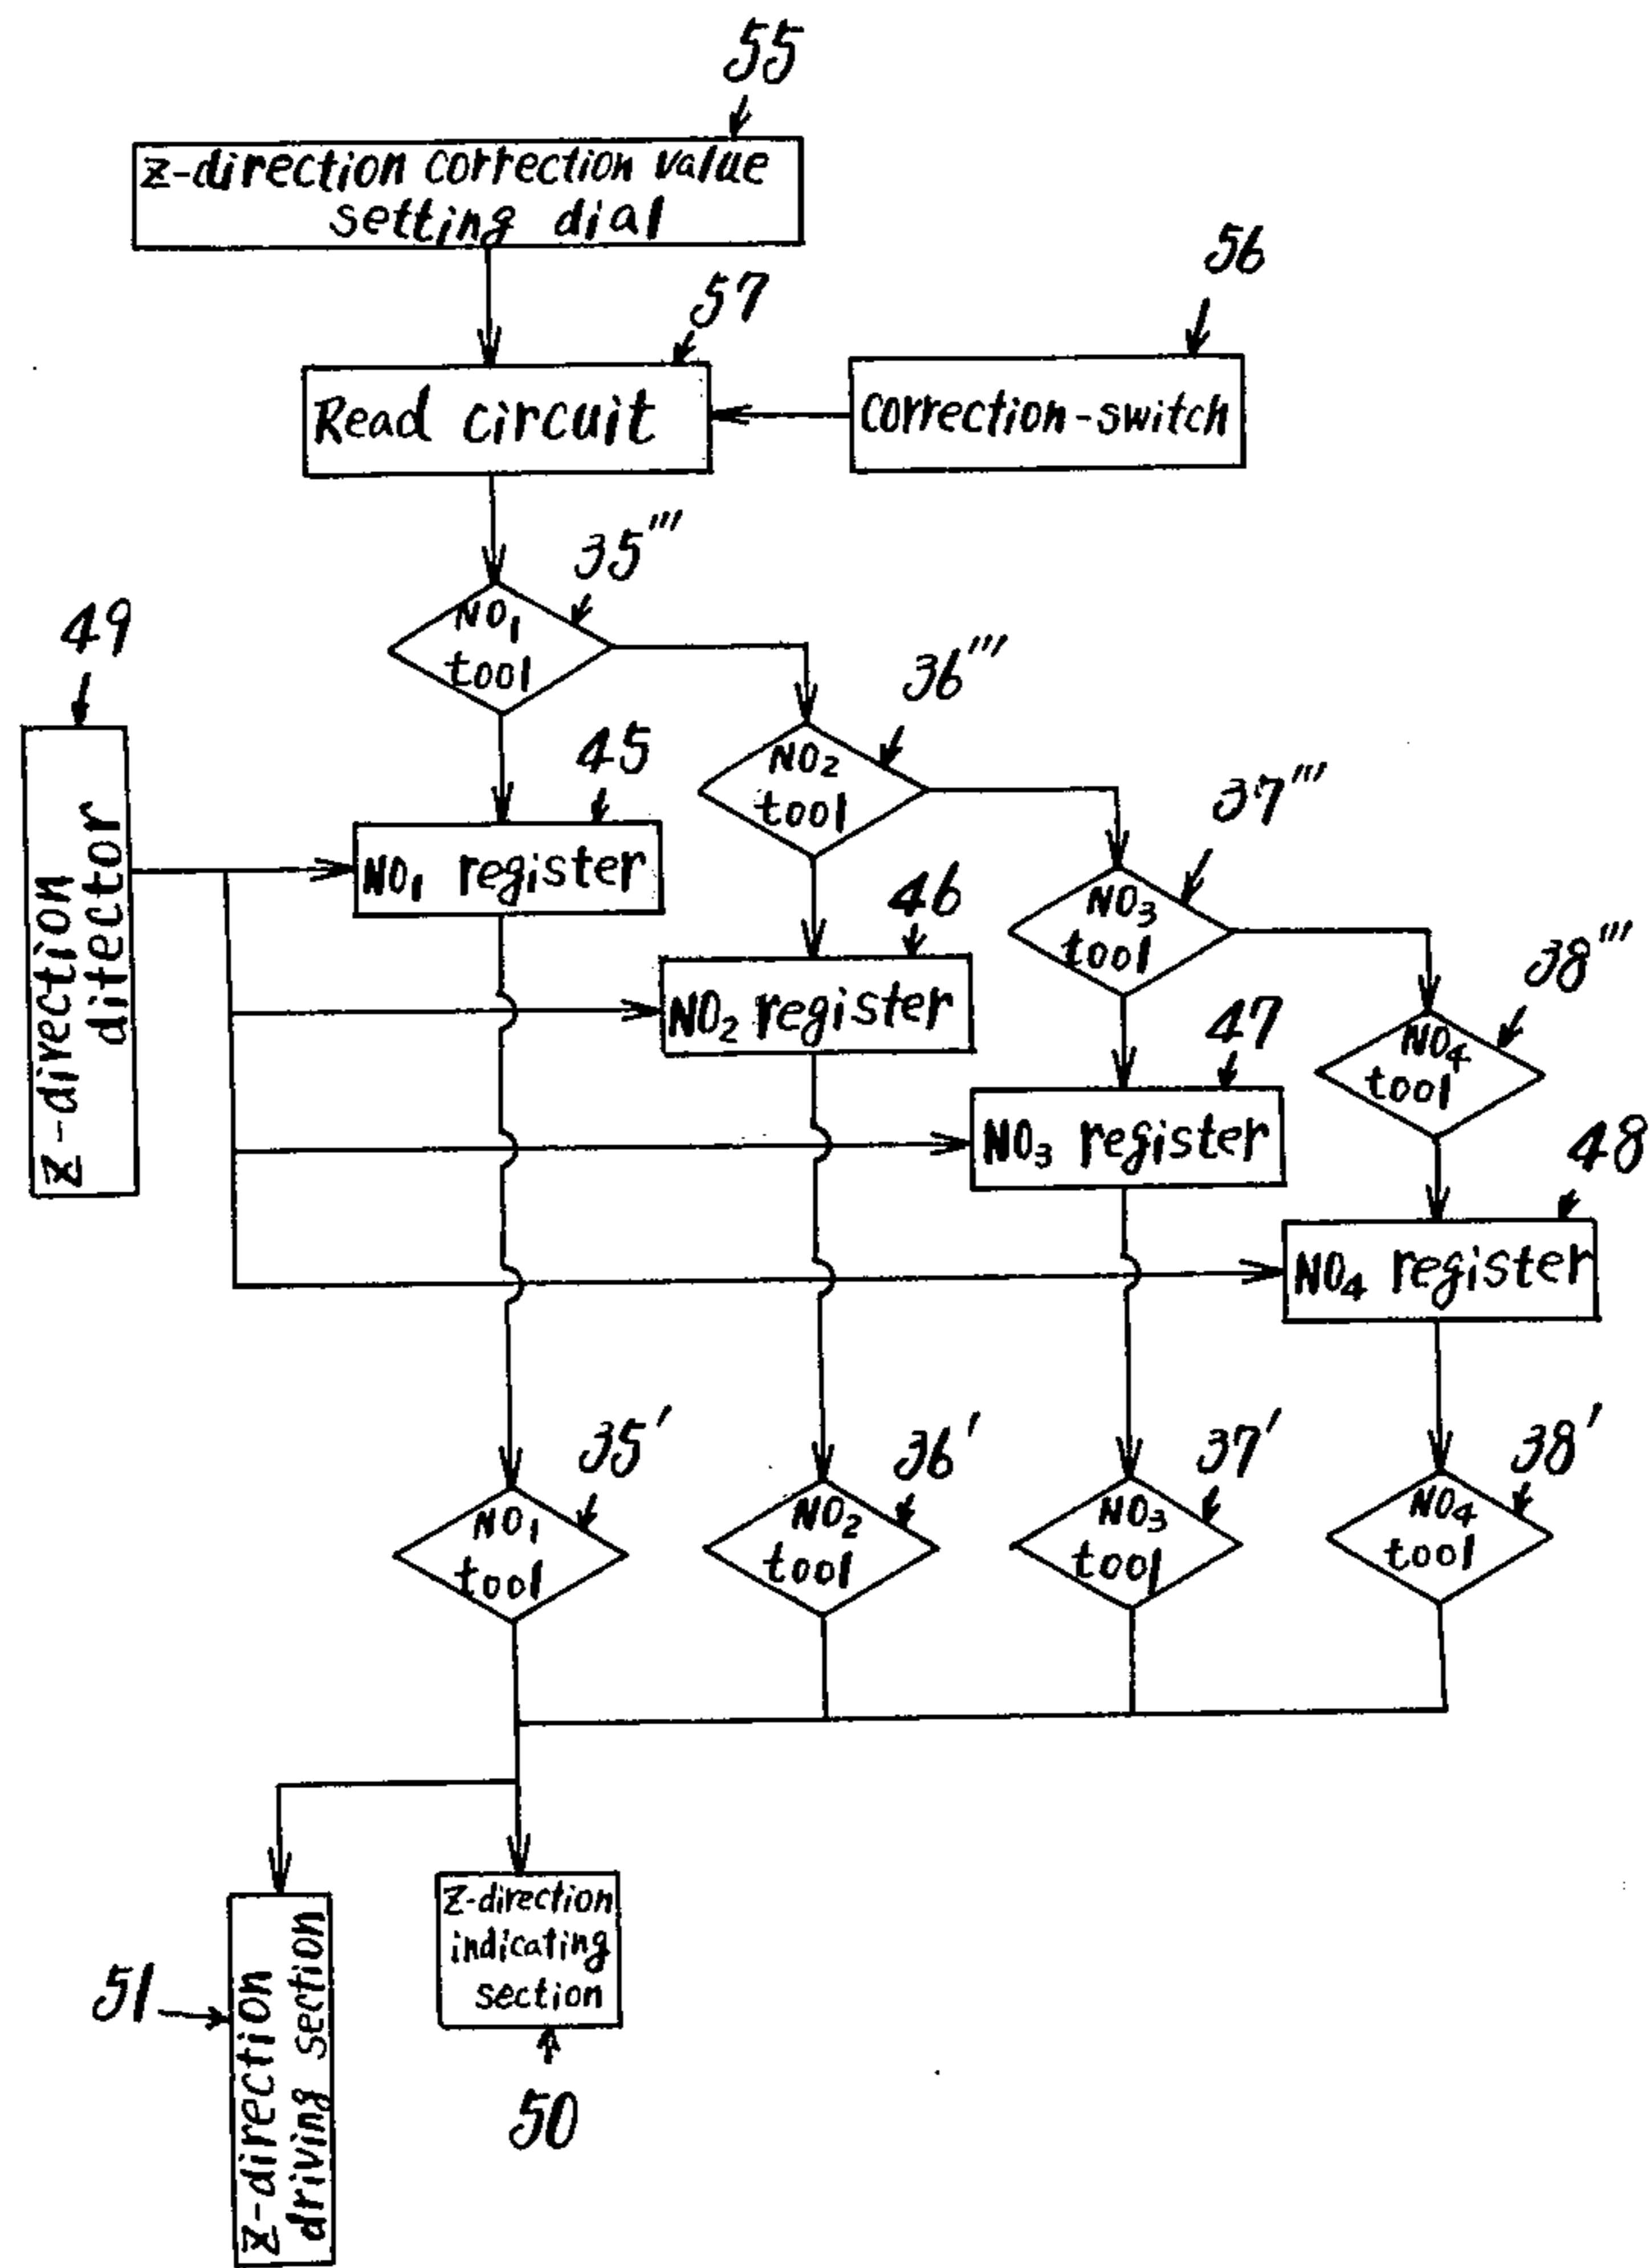 55
z-direction correction value
setting dial
56
57
Read circuit
correction-switch
35'''
NO1
tool
49
36'''
45
NO2
tool
37'''
z-direction
ditector
NO1 register
46
NO3
tool
38'''
NO2 register
47
NO4
tool
NO3 register
48
NO4 register
35'
36'
37'
38'
NO1
tool
NO2
tool
NO3
tool
NO4
tool
z-direction
indicating
section
51
z-direction
driving section
50